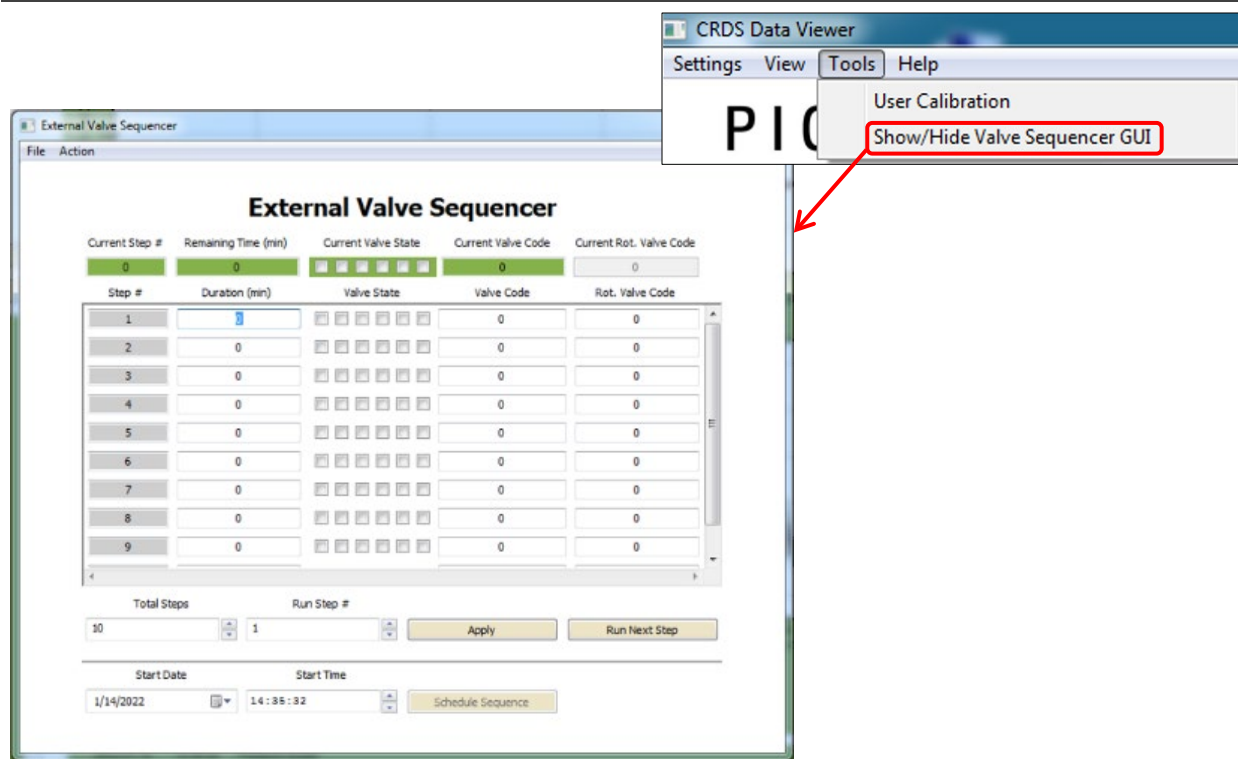 CRDS Data Viewer
Settings View Tools Help
User Calibration
Show/Hide Valve Sequencer GUI
External Valve Sequencer
File Action
External Valve Sequencer
Current Step # Remaining Time (min) Current Valve State Current Valve Code Current Rot. Valve Code
0 0 0 0
Step # Duration (min) Valve State Valve Code Rot. Valve Code
1 0 0 0
2 0 0 0
3 0 0 0
4 0 0 0
5 0 0 0
6 0 0 0
7 0 0 0
8 0 0 0
9 0 0 0
Total Steps Run Step #
10 1 Apply Run Next Step
Start Date Start Time
1/14/2022 14:35:32 Schedule Sequence